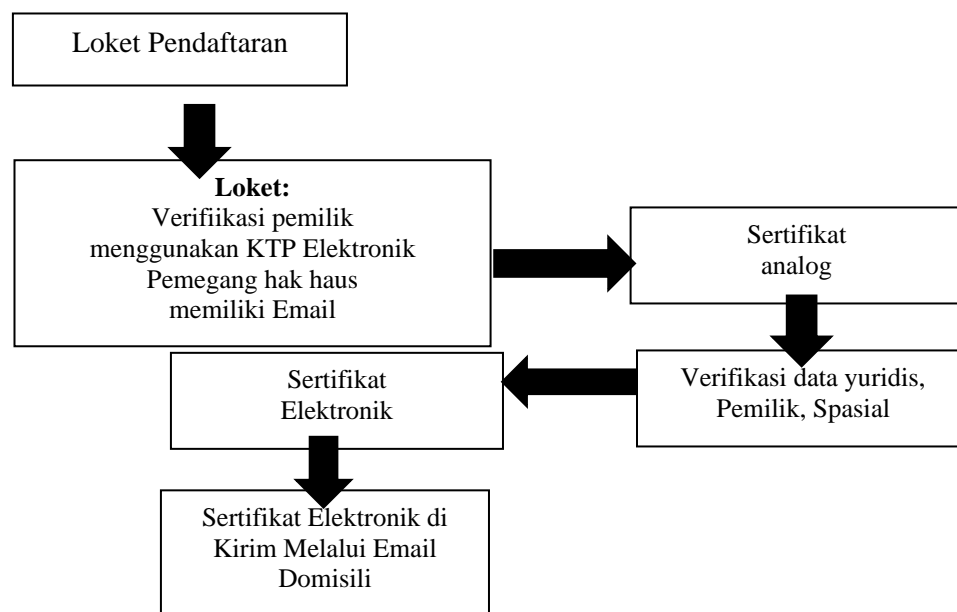 Loket Pendaftaran
Loket:
Verifiikasi pemilik
menggunakan KTP Elektronik
Pemegang hak haus
memiliki Email
Sertifikat
analog
Verifikasi data yuridis,
Pemilik, Spasial
Sertifikat
Elektronik
Sertifikat Elektronik di
Kirim Melalui Email
Domisili